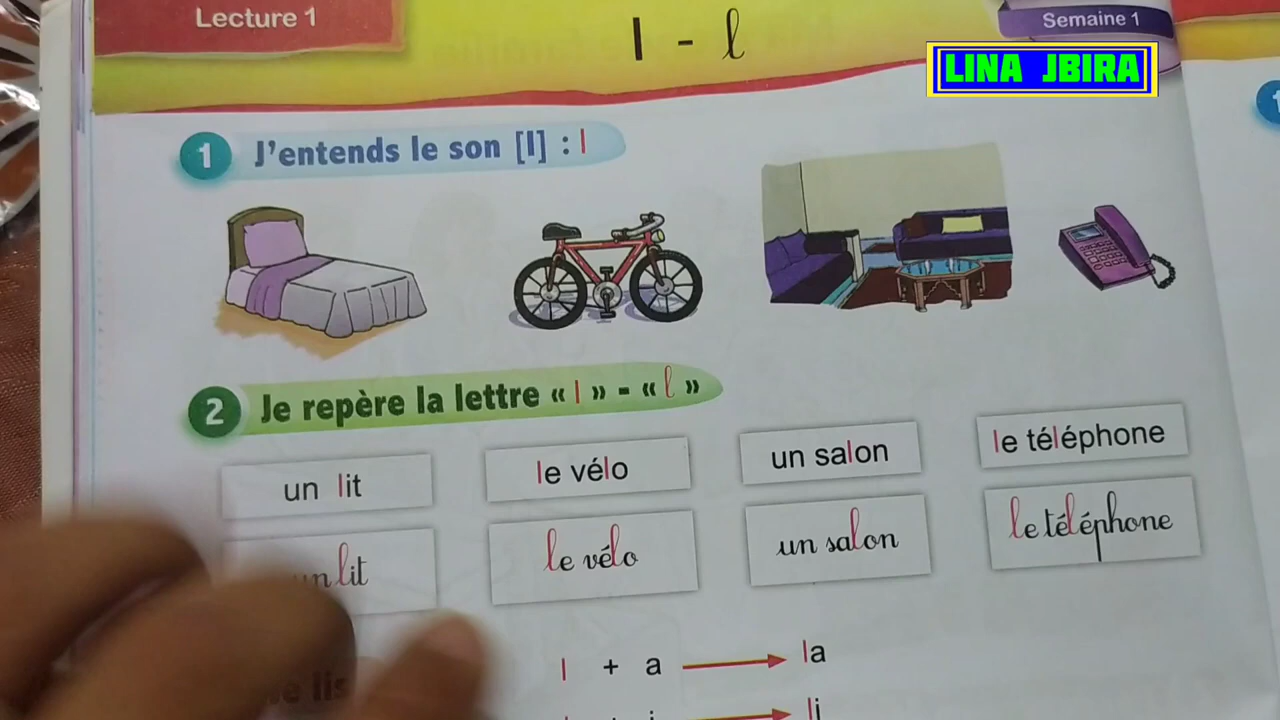 Lecture 1
l - l
Semaine 1
LINA JBIRA
1 J'entends le son [l] : l
2 Je repère la lettre « l » - « l »
un lit
le vélo
un salon
le téléphone
un lit
le vélo
un salon
le téléphone
l + a → la
li